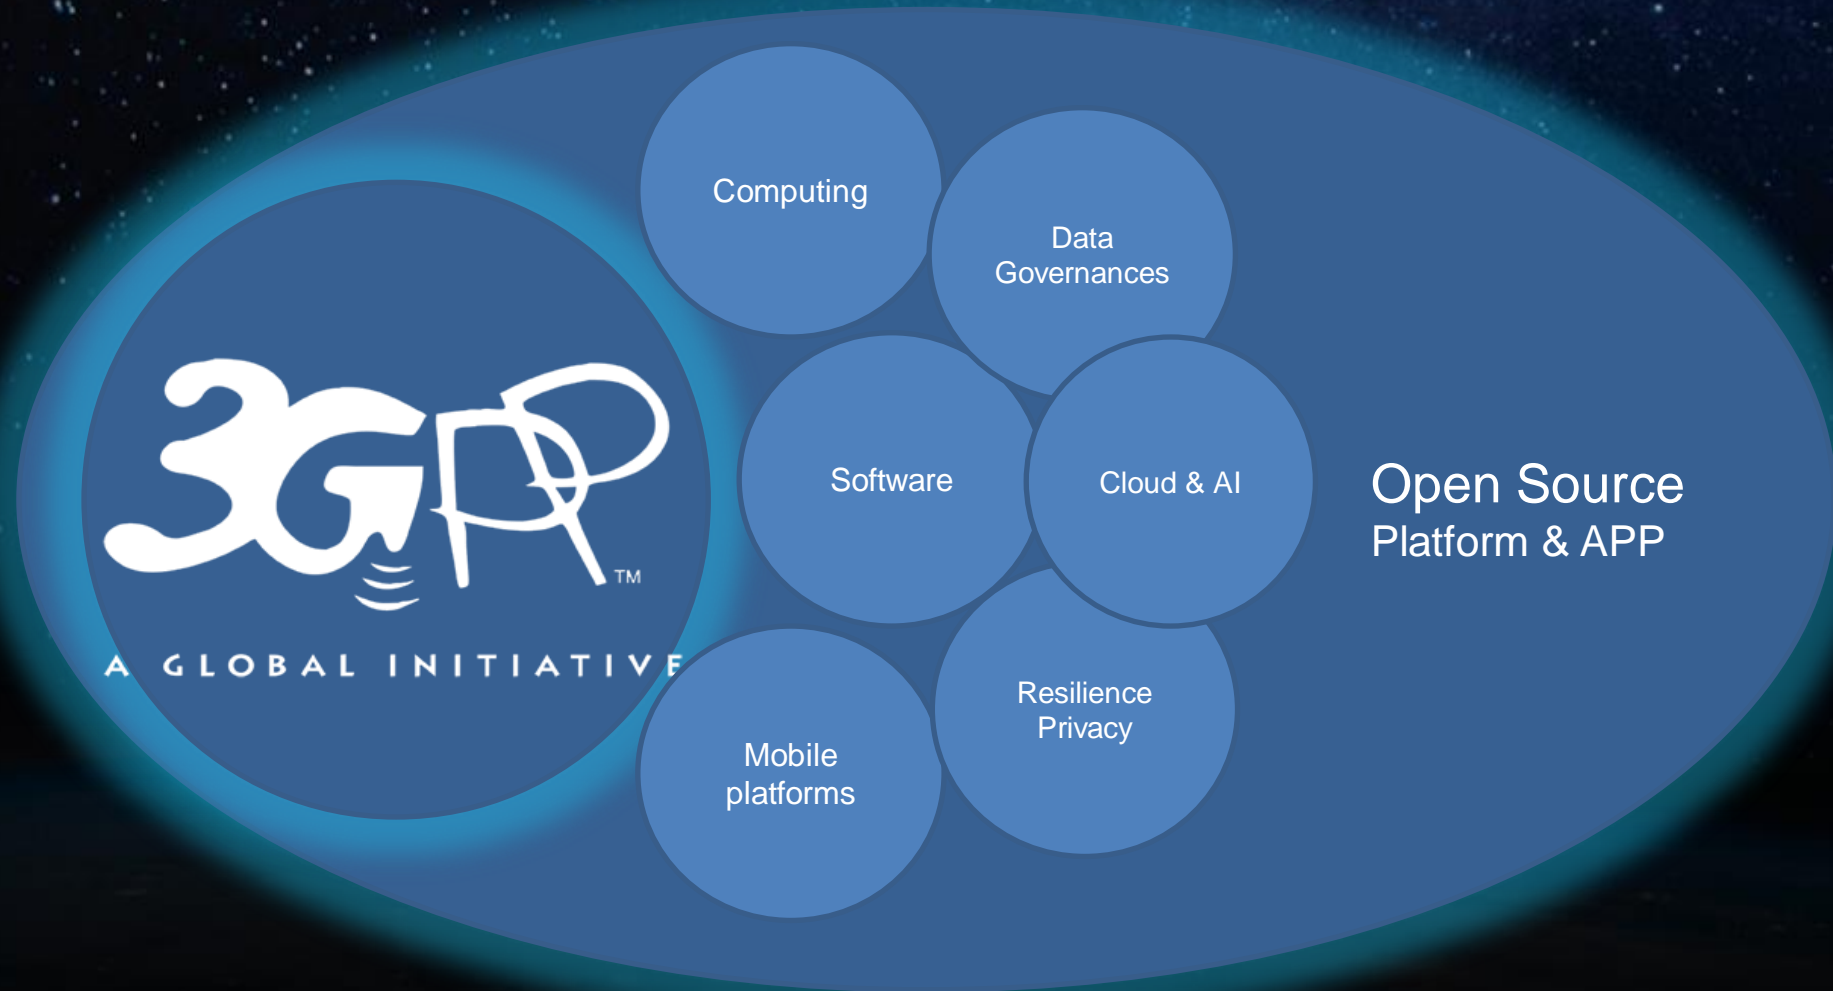 3GPP
TM
A GLOBAL INITIATIVE
Computing
Data
Governances
Software
Cloud & AI
Resilience
Privacy
Mobile
platforms
Open Source
Platform & APP